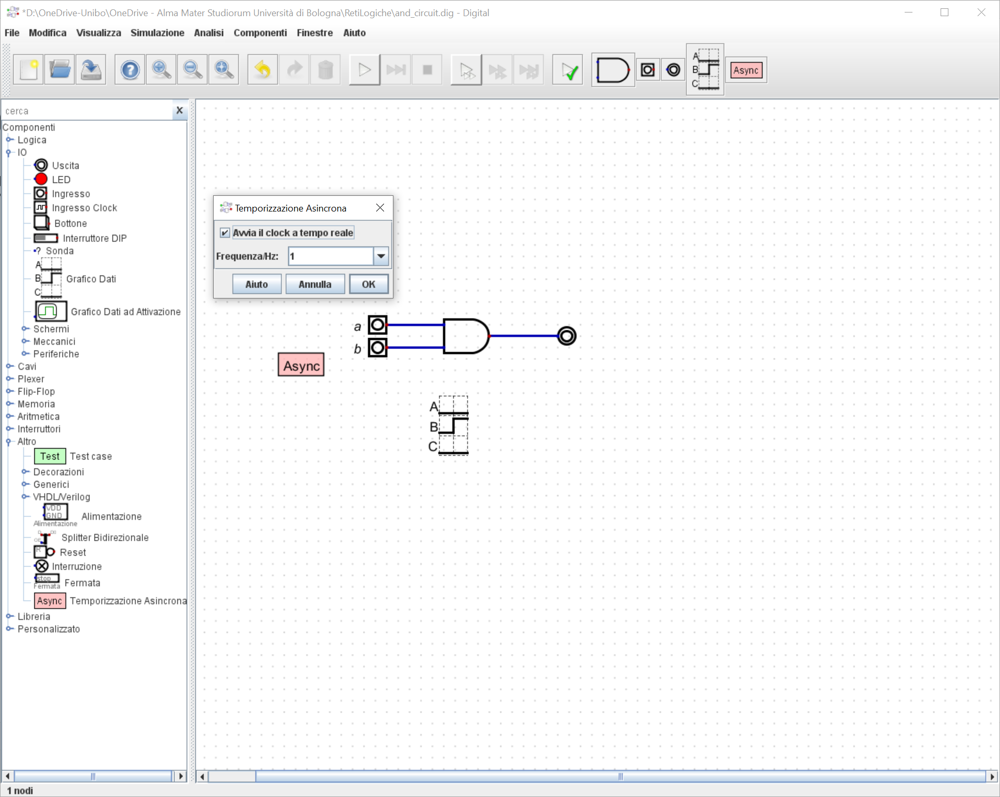 *D:\OneDrive-Unibo\OneDrive - Alma Mater Studiorum Università di Bologna\RetiLogiche\and_circuit.dig - Digital
File Modifica Visualizza Simulazione Analisi Componenti Finestre Aiuto
A
B
C
Async
cerca X
Componenti
Logica
IO
Uscita
LED
Ingresso
Ingresso Clock
Bottone
Interruttore DIP
? Sonda
A
B
C
Grafico Dati
Grafico Dati ad Attivazione
Schermi
Meccanici
Periferiche
Cavi
Plexer
Flip-Flop
Memoria
Aritmetica
Interruttori
Altro
Test Test case
Decorazioni
Generici
VHDL/Verilog
VDD
GND
Alimentazione
Alimentazione
Splitter Bidirezionale
R Reset
Interruzione
stop
Fermata
Fermata
Async Temporizzazione Asincrona
Libreria
Personalizzato
Temporizzazione Asincrona
Avvia il clock a tempo reale
Frequenza/Hz: 1
Aiuto Annulla OK
a
b
Async
A
B
C
1 nodi